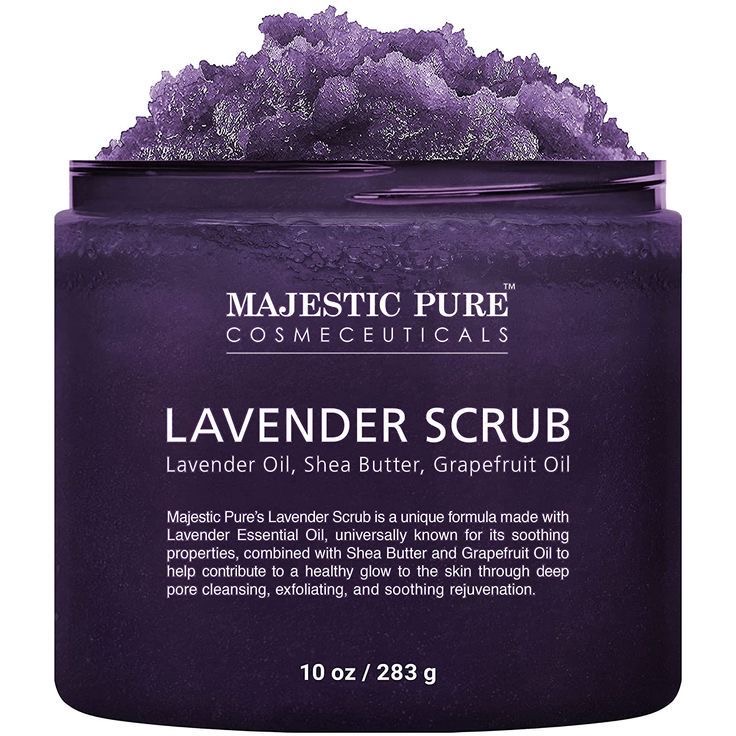 MAJESTIC PURE™
COSMECEUTICALS
LAVENDER SCRUB
Lavender Oil, Shea Butter, Grapefruit Oil
Majestic Pure's Lavender Scrub is a unique formula made with
Lavender Essential Oil, universally known for its soothing
properties, combined with Shea Butter and Grapefruit Oil to
help contribute to a healthy glow to the skin through deep
pore cleansing, exfoliating, and soothing rejuvenation.
10 oz / 283 g